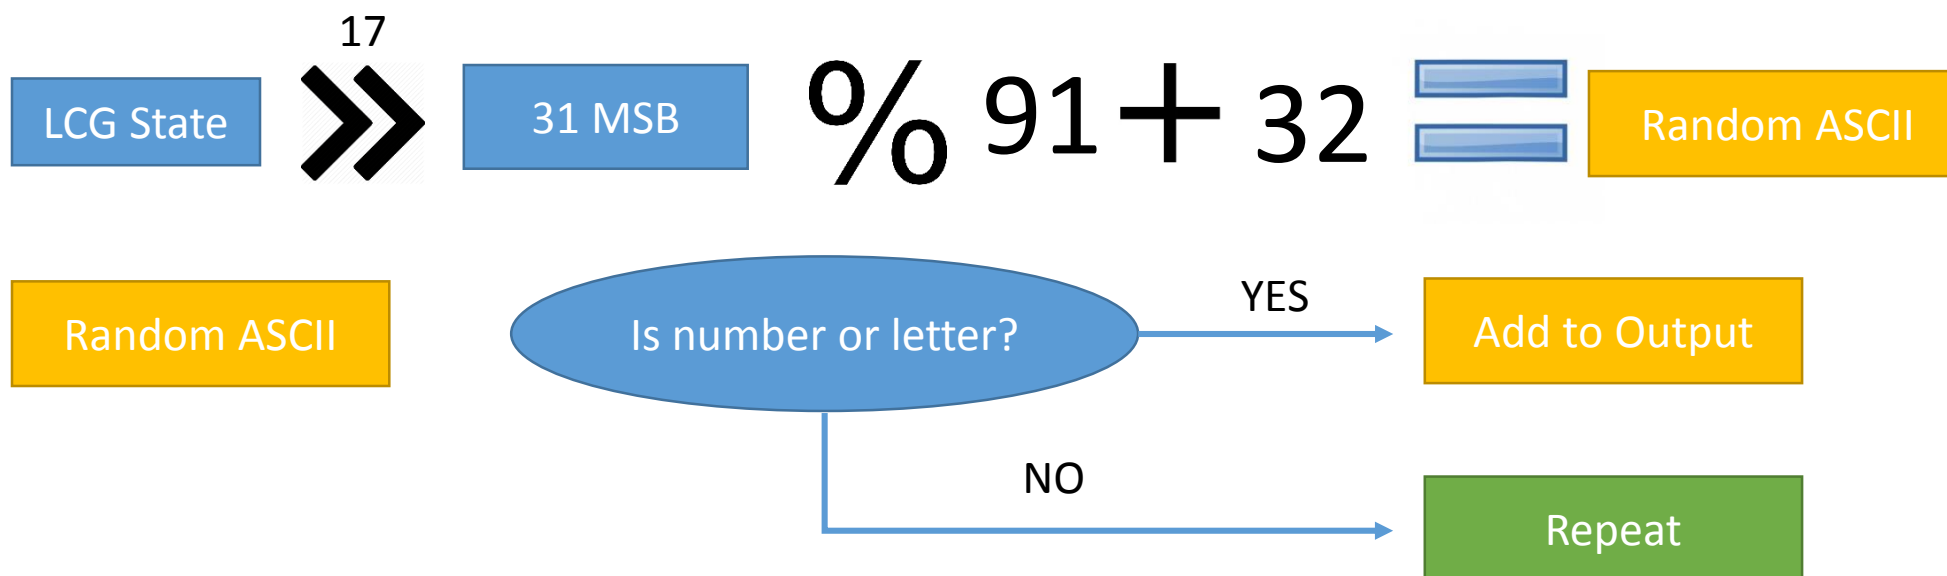 17
LCG State
31 MSB
% 91 + 32
Random ASCII
Random ASCII
Is number or letter?
YES
Add to Output
NO
Repeat